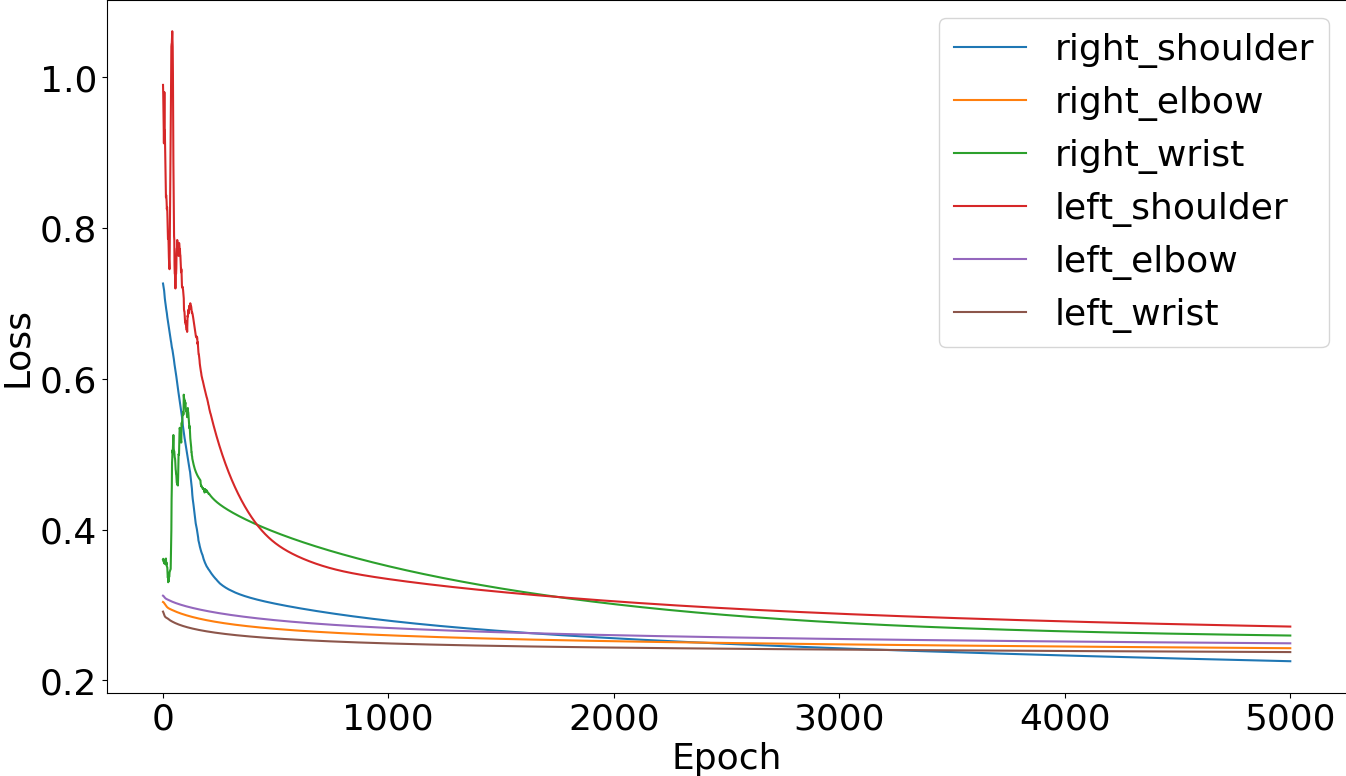 1.0
0.8
0.6
0.4
0.2
Loss
0 1000 2000 3000 4000 5000
Epoch
right_shoulder
right_elbow
right_wrist
left_shoulder
left_elbow
left_wrist